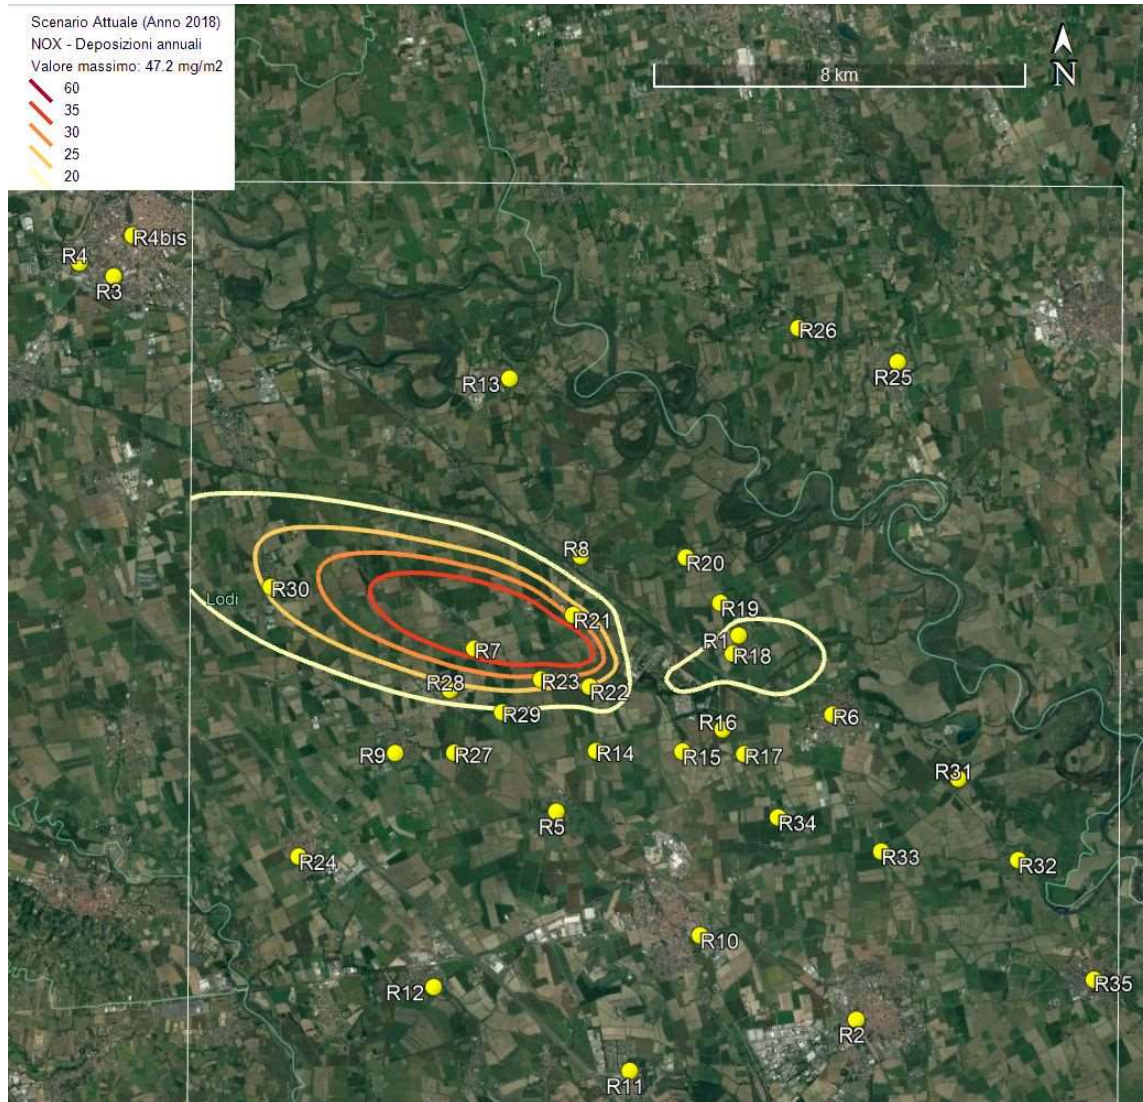 Scenario Attuale (Anno 2018)
NOX - Deposizioni annuali
Valore massimo: 47.2 mg/m2
60
35
30
25
20
8 km
N
R4bis
R4
R3
R26
R25
R13
R8
R20
R30
Lodi
R19
R21
R1
R18
R7
R23
R28
R22
R29
R6
R16
R9
R27
R14
R15
R17
R31
R5
R34
R33
R32
R24
R10
R35
R12
R2
R11